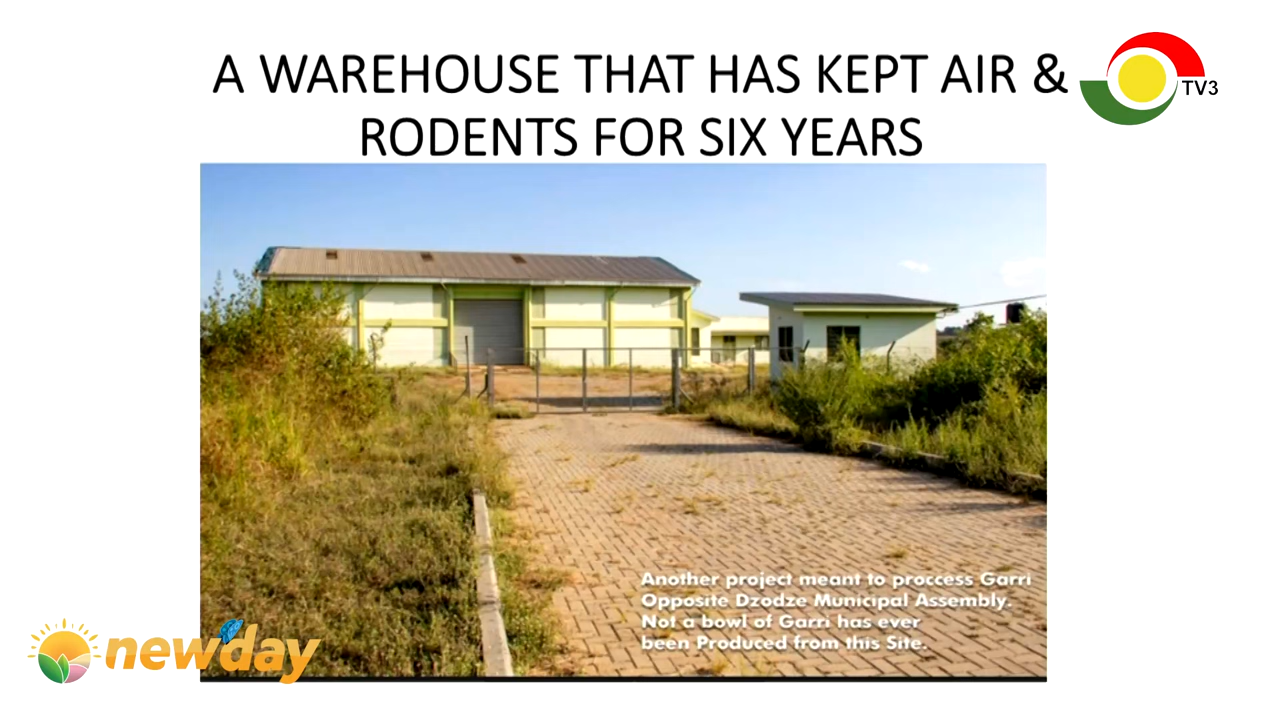 A WAREHOUSE THAT HAS KEPT AIR &
RODENTS FOR SIX YEARS
TV3
Another project meant to proccess Garri
Opposite Dzodze Municipal Assembly.
Not a bowl of Garri has ever
been Produced from this Site.
newday